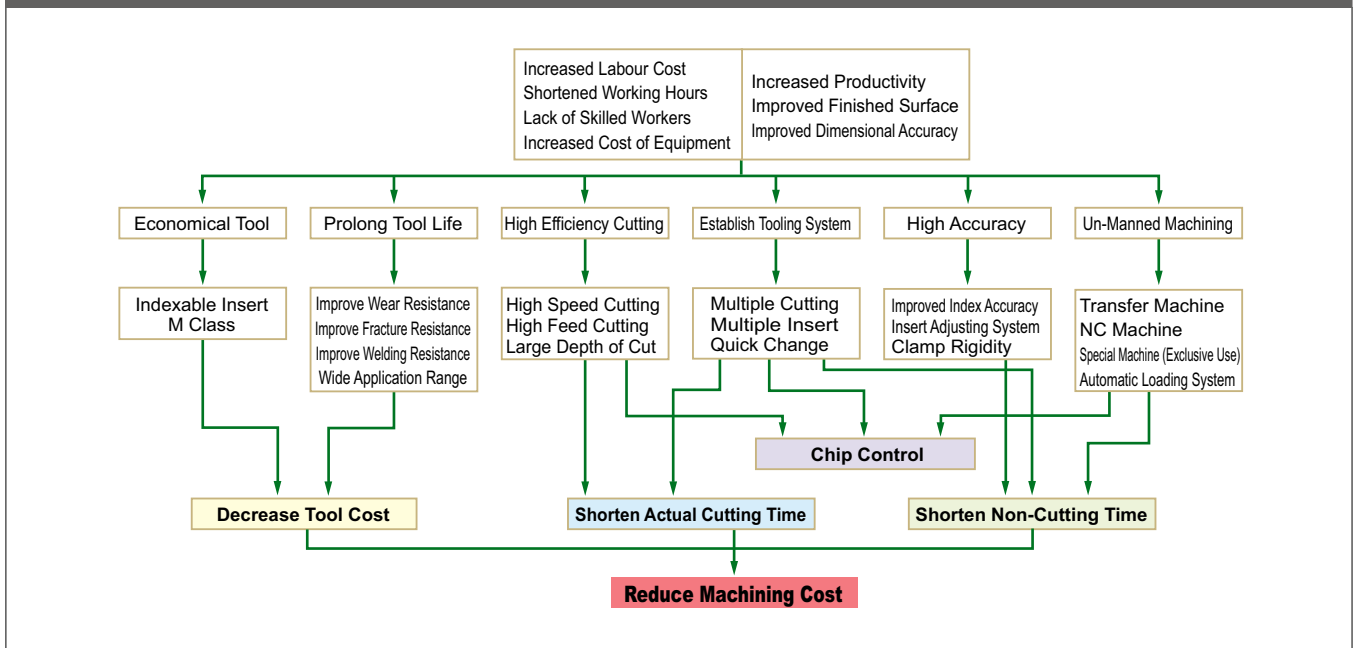 Increased Labour Cost
Shortened Working Hours
Lack of Skilled Workers
Increased Cost of Equipment
Increased Productivity
Improved Finished Surface
Improved Dimensional Accuracy
Economical Tool
Prolong Tool Life
High Efficiency Cutting
Establish Tooling System
High Accuracy
Un-Manned Machining
Indexable Insert
M Class
Improve Wear Resistance
Improve Fracture Resistance
Improve Welding Resistance
Wide Application Range
High Speed Cutting
High Feed Cutting
Large Depth of Cut
Multiple Cutting
Multiple Insert
Quick Change
Improved Index Accuracy
Insert Adjusting System
Clamp Rigidity
Transfer Machine
NC Machine
Special Machine (Exclusive Use)
Automatic Loading System
Chip Control
Decrease Tool Cost
Shorten Actual Cutting Time
Shorten Non-Cutting Time
Reduce Machining Cost